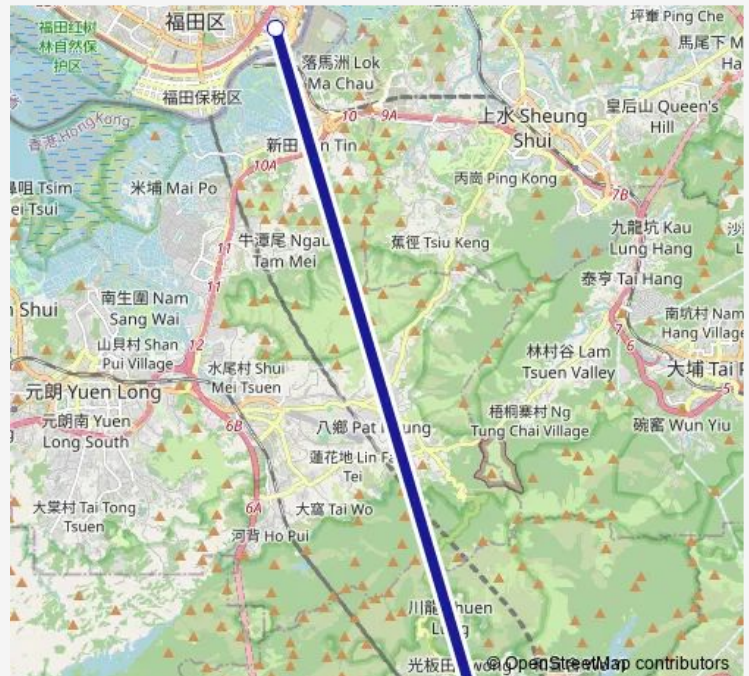 福田区
坪輋 Ping Che
福田红树
林自然保
护区
馬尾下
落馬洲 Lok
Ma Chau
福田保税区
10
9A
上水 Sheung
Shui
皇后山 Queen's
Hill
香港 Hong Kong
新田
Tin
10A
Tsim
Tsui
米埔 Mai Po
丙崗 Ping Kong
7B
九龍坑 Kau
Lung Hang
11
牛潭尾 Ngau
Tam Mei
蕉徑 Tsiu Keng
泰亨 Tai Hang
11
南生圍 Nam
Sang Wai
Shui
南坑村 Nam
Hang Village
7
6
山貝村 Shan
Pui Village
12
林村谷 Lam
Tsuen Valley
水尾村 Shui
Mei Tsuen
大埔 Tai
5
元朗 Yuen Long
元朗南 Yuen
Long South
6B
八鄉 Pat
梧桐寨村 Ng
Tung Chai Village
碗窰 Wun Yiu
蓮花地 Lin
Tei
大棠村 Tai Tong
Tsuen
6A
大窩 Tai Wo
河背 Ho Pui
川龍
光板田
© OpenStreetMap contributors